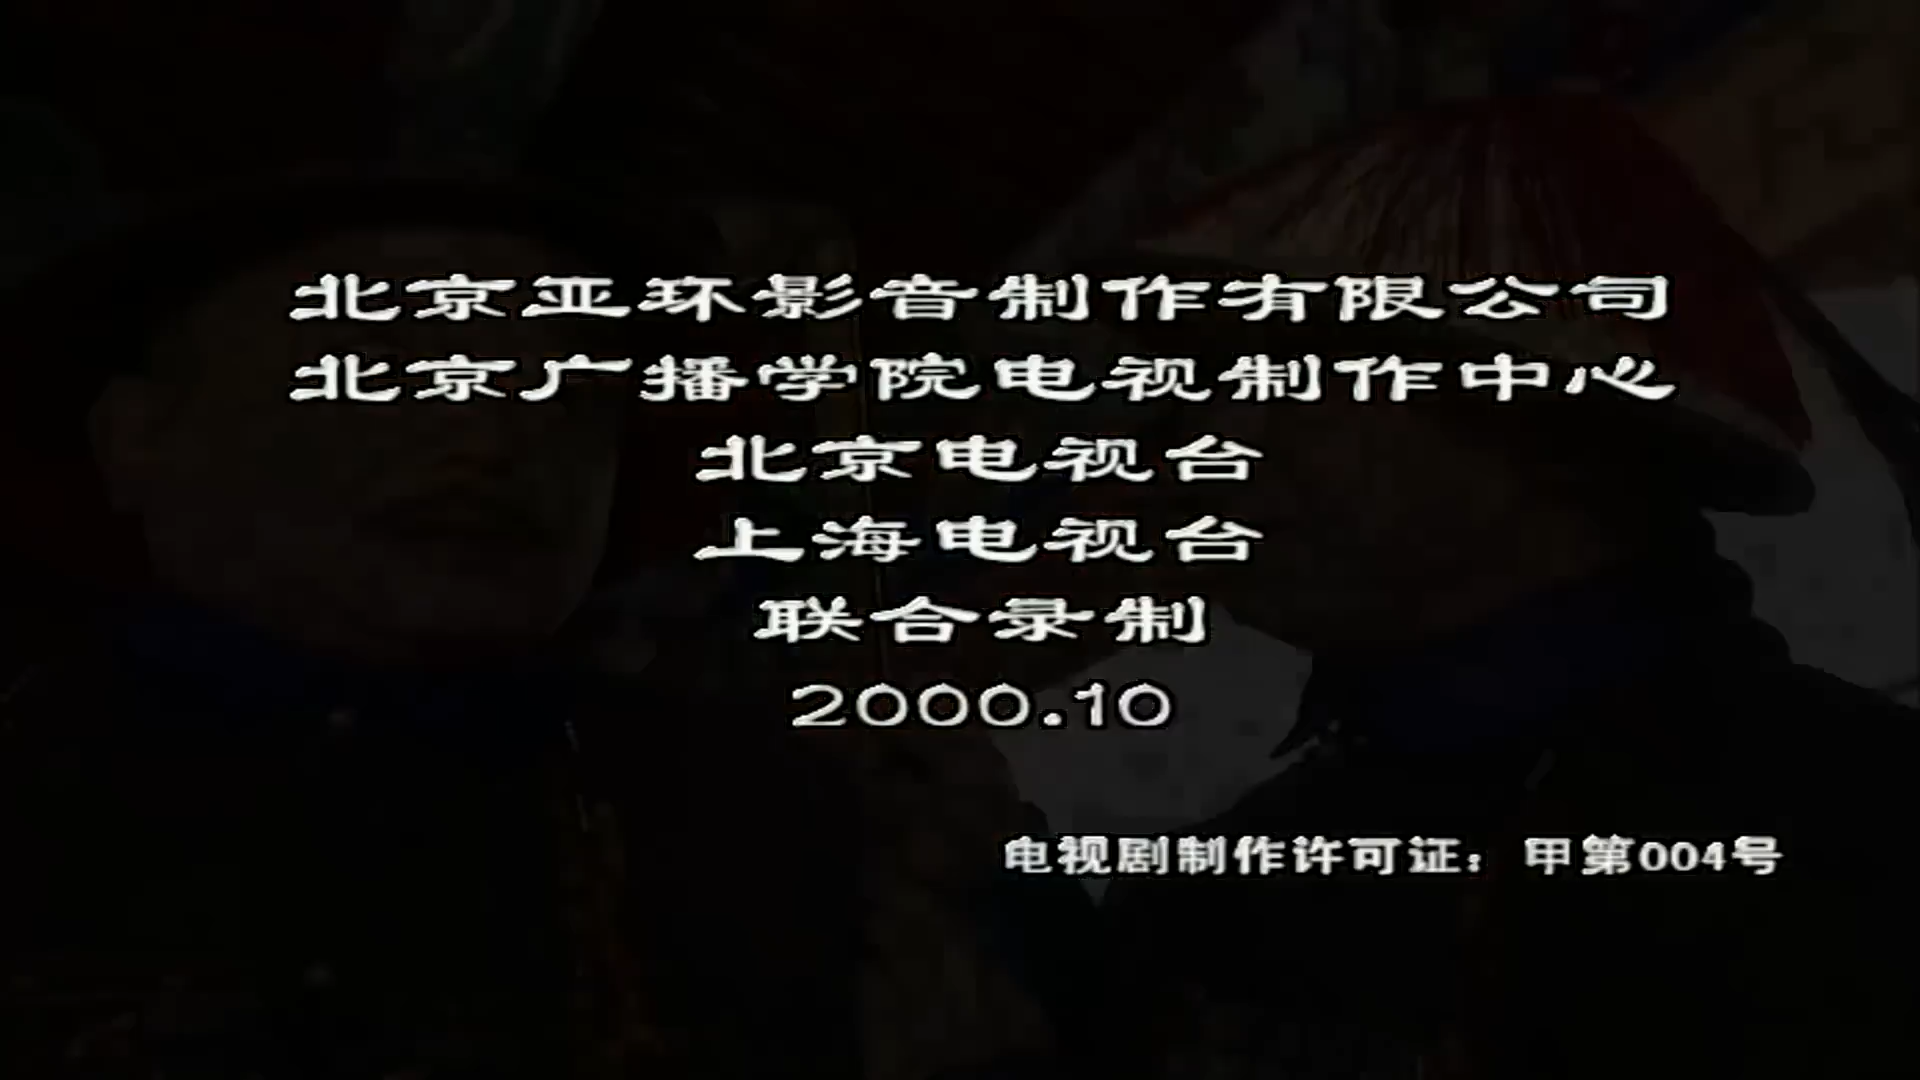 北京亚环影音制作有限公司
北京广播学院电视制作中心
北京电视台
上海电视台
联合录制
2000.10
电视剧制作许可证：甲第004号